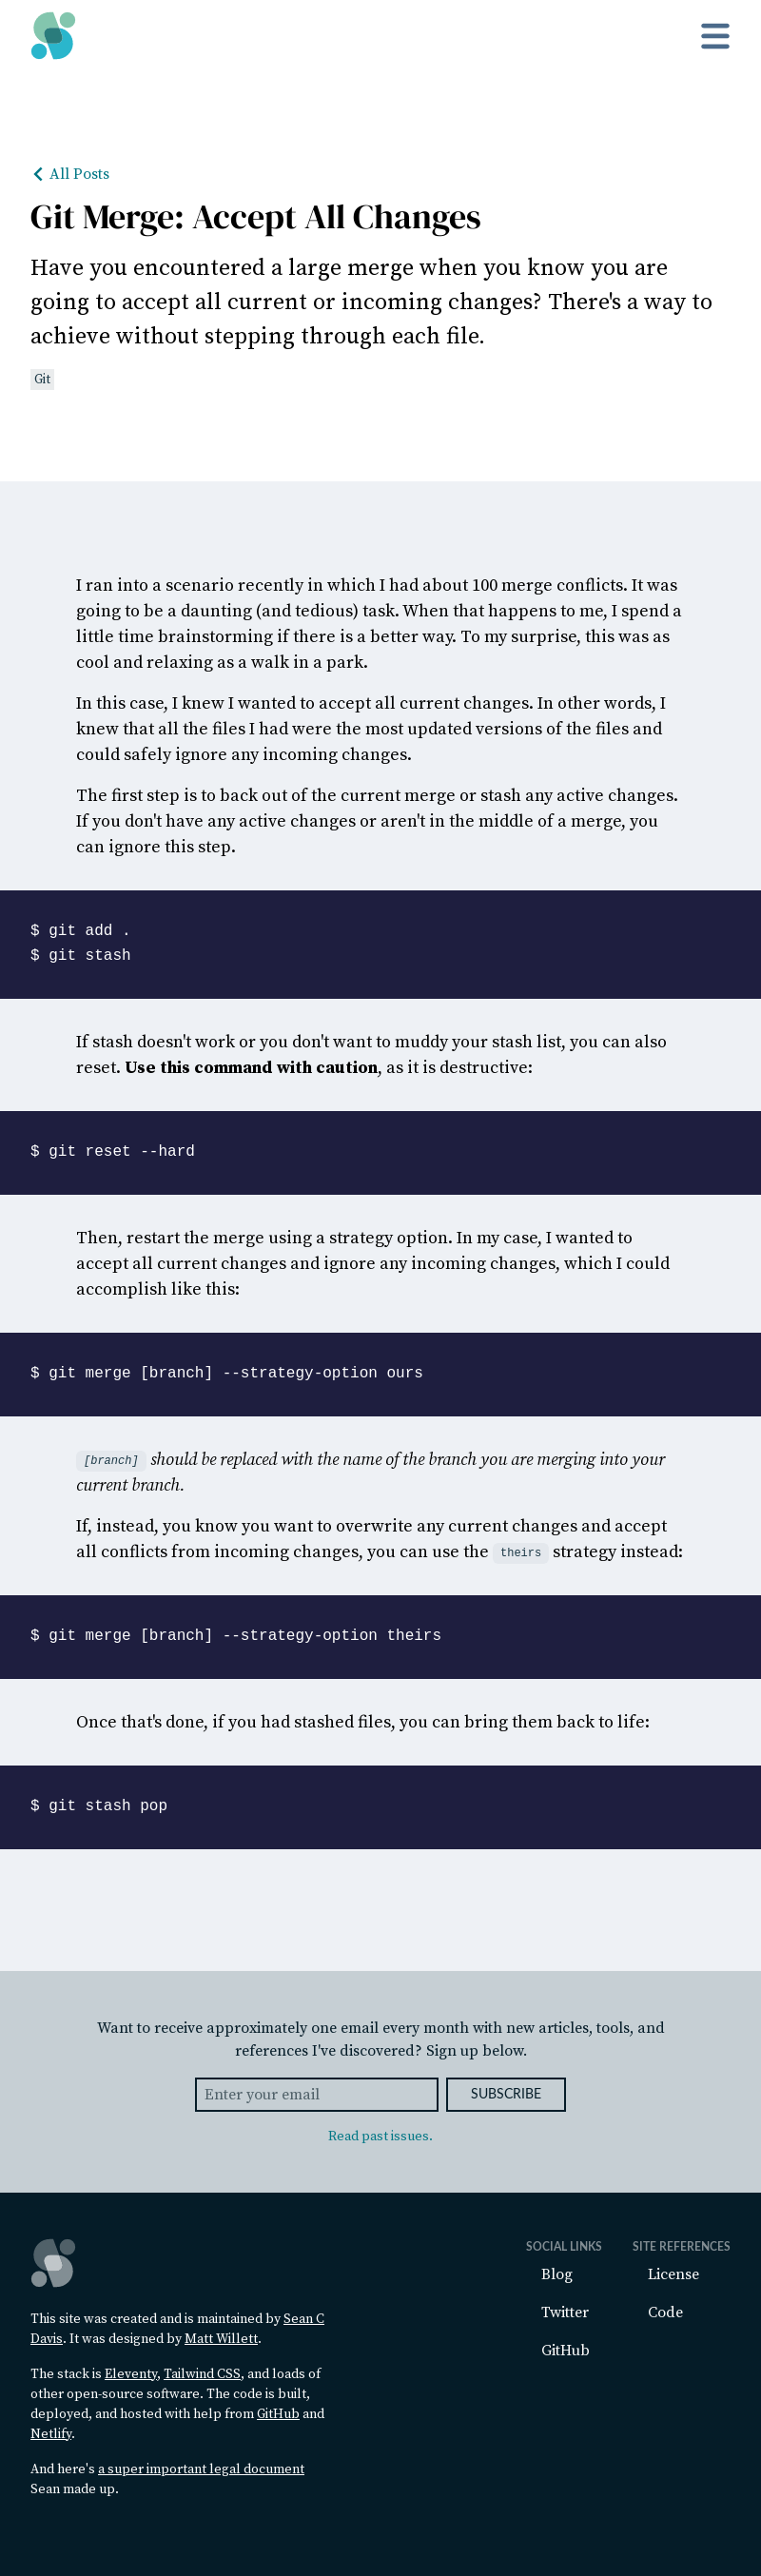 All Posts
Git Merge: Accept All Changes
Have you encountered a large merge when you know you are
going to accept all current or incoming changes? There's a way to
achieve without stepping through each file.
Git
I ran into a scenario recently in which I had about 100 merge conflicts. It was
going to be a daunting (and tedious) task. When that happens to me, I spend a
little time brainstorming if there is a better way. To my surprise, this was as
cool and relaxing as a walk in a park.
In this case, I knew I wanted to accept all current changes. In other words, I
knew that all the files I had were the most updated versions of the files and
could safely ignore any incoming changes.
The first step is to back out of the current merge or stash any active changes.
If you don't have any active changes or aren't in the middle of a merge, you
can ignore this step.
$ git add .
$ git stash
If stash doesn't work or you don't want to muddy your stash list, you can also
reset. Use this command with caution, as it is destructive:
$ git reset --hard
Then, restart the merge using a strategy option. In my case, I wanted to
accept all current changes and ignore any incoming changes, which I could
accomplish like this:
$ git merge [branch] --strategy-option ours
[branch] should be replaced with the name of the branch you are merging into your
current branch.
If, instead, you know you want to overwrite any current changes and accept
all conflicts from incoming changes, you can use the theirs strategy instead:
$ git merge [branch] --strategy-option theirs
Once that's done, if you had stashed files, you can bring them back to life:
$ git stash pop
Want to receive approximately one email every month with new articles, tools, and
references I've discovered? Sign up below.
Enter your email SUBSCRIBE
Read past issues.
This site was created and is maintained by Sean C
Davis. It was designed by Matt Willett.
The stack is Eleventy, Tailwind CSS, and loads of
other open-source software. The code is built,
deployed, and hosted with help from GitHub and
Netlify.
And here's a super important legal document
Sean made up.
SOCIAL LINKS
Blog
Twitter
GitHub
SITE REFERENCES
License
Code